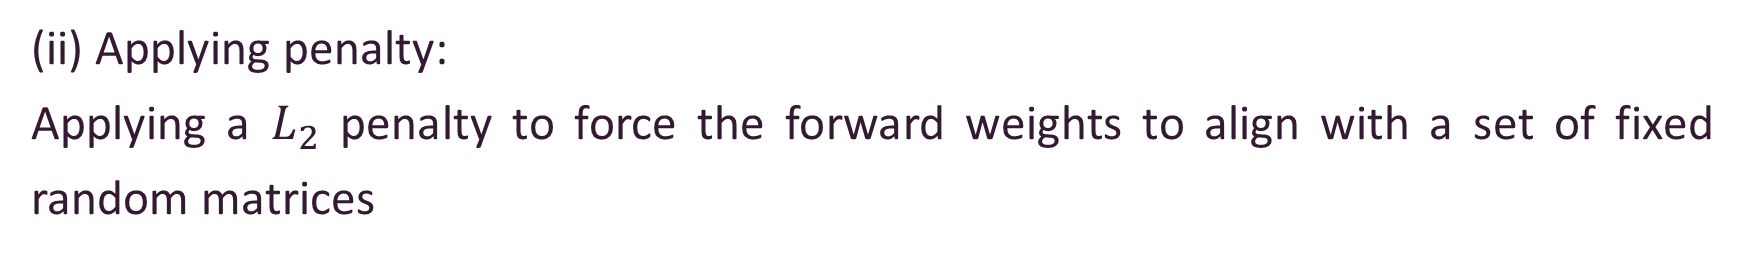 (ii) Applying penalty:
Applying a L₂ penalty to force the forward weights to align with a set of fixed
random matrices